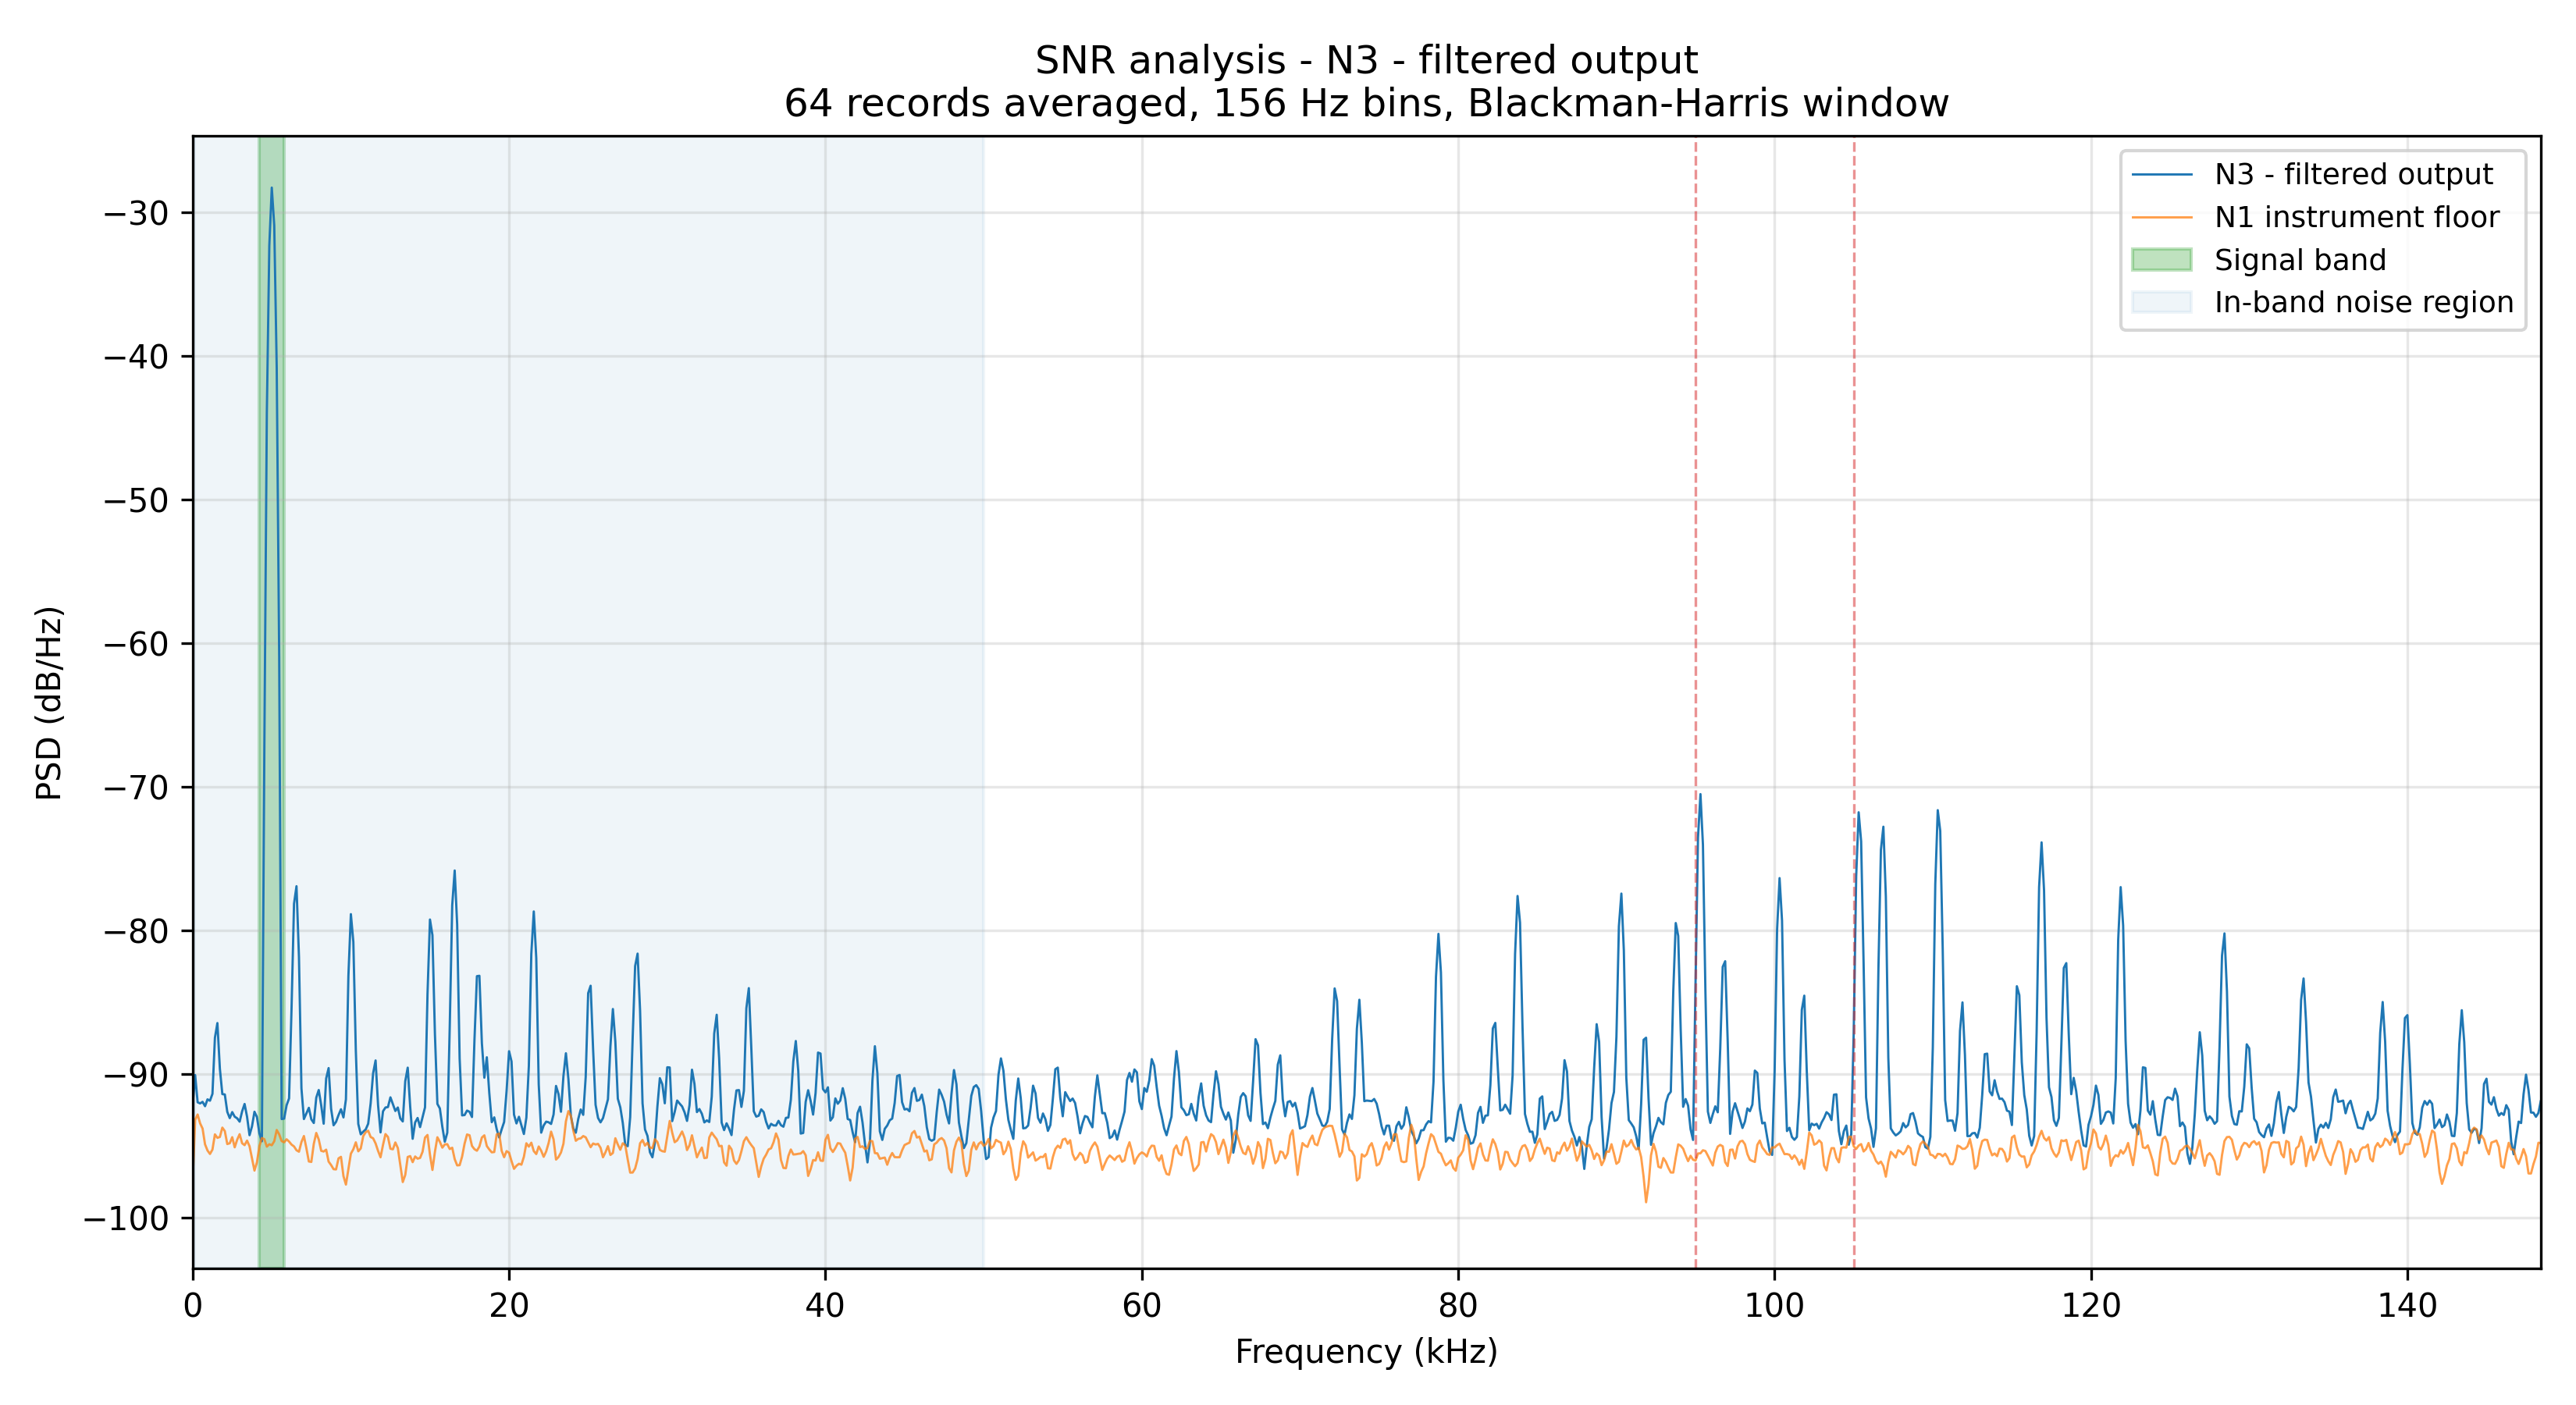 SNR analysis - N3 - filtered output
64 records averaged, 156 Hz bins, Blackman-Harris window
N3 - filtered output
N1 instrument floor
Signal band
In-band noise region
PSD (dB/Hz)
−30
−40
−50
−60
−70
−80
−90
−100
0 20 40 60 80 100 120 140
Frequency (kHz)